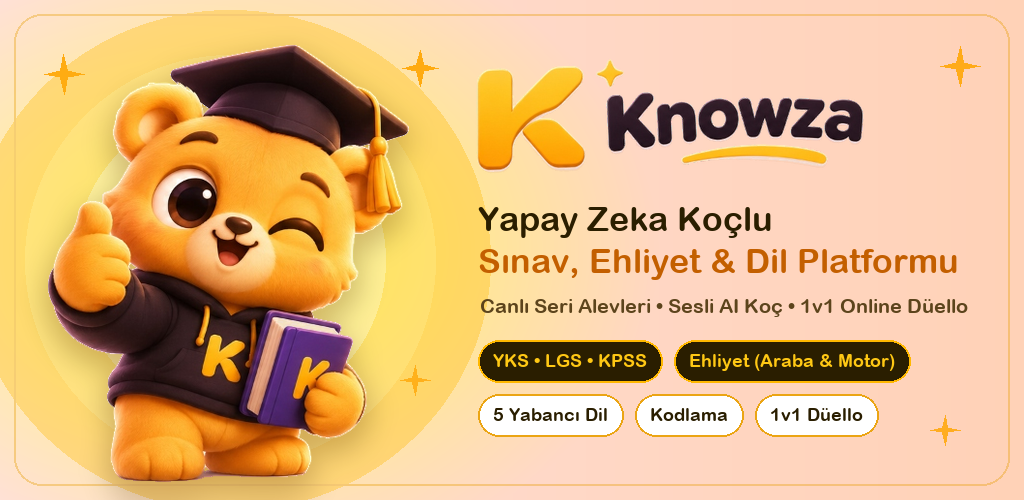 K Knowza
Yapay Zeka Koçlu
Sınav, Ehliyet & Dil Platformu
Canlı Seri Alevleri • Sesli AI Koç • 1v1 Online Düello
YKS • LGS • KPSS
Ehliyet (Araba & Motor)
5 Yabancı Dil
Kodlama
1v1 Düello
K
K